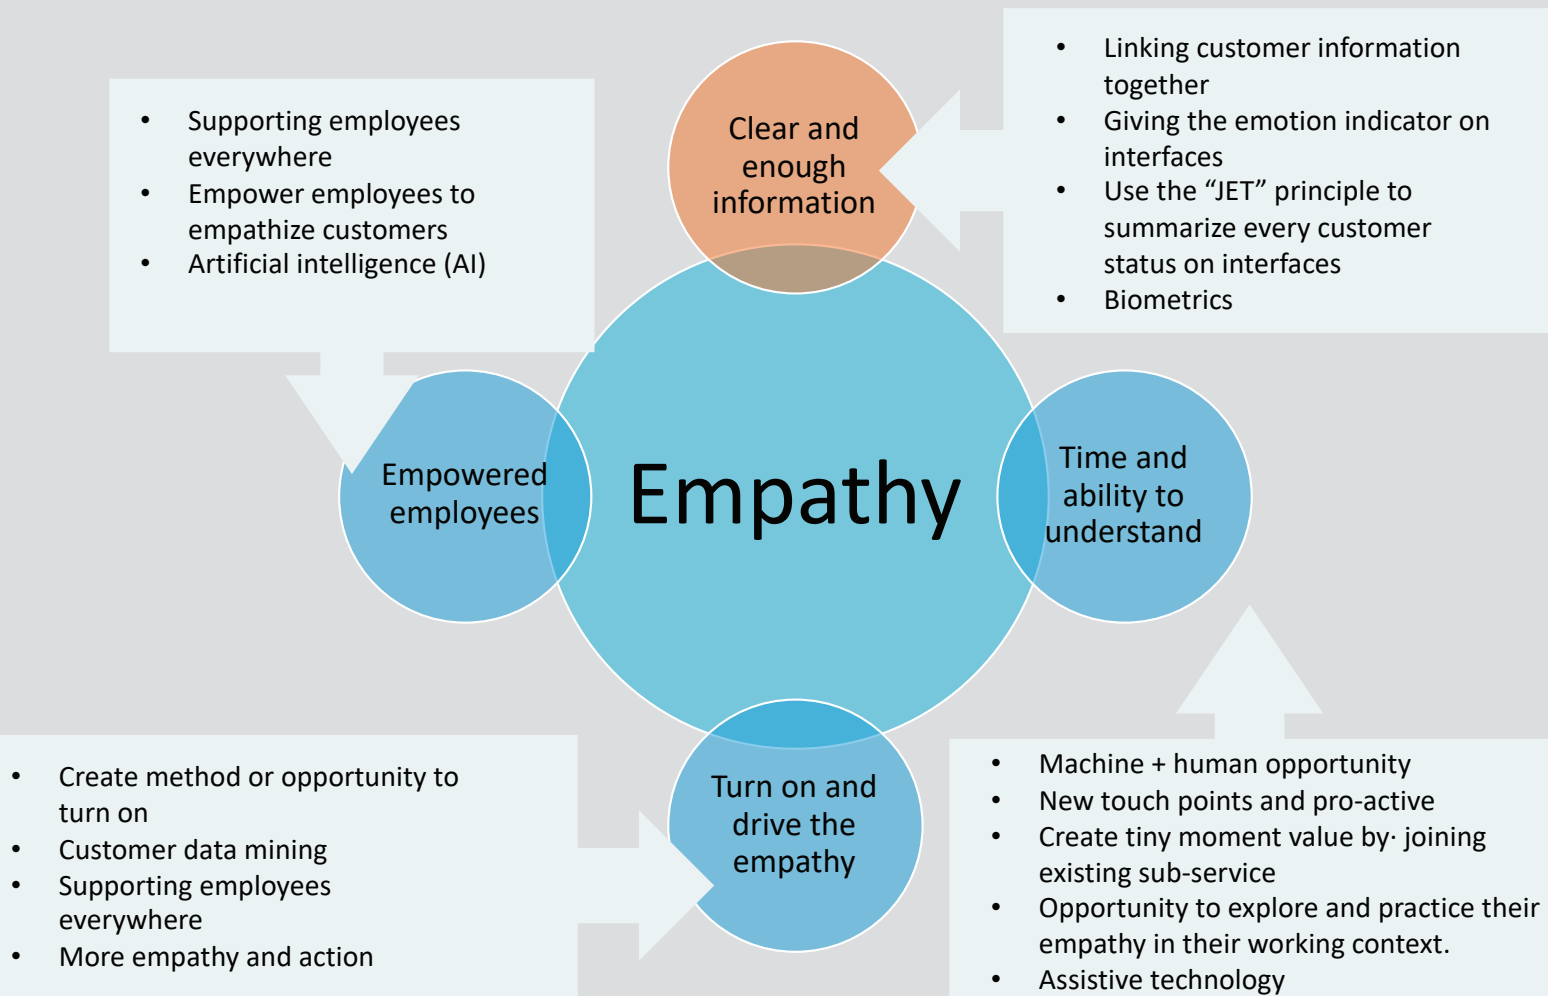 • Supporting employees
everywhere
• Empower employees to
empathize customers
• Artificial intelligence (AI)
Clear and
enough
information
• Linking customer information
together
• Giving the emotion indicator on
interfaces
• Use the “JET” principle to
summarize every customer
status on interfaces
• Biometrics
Empowered
employees
Empathy
Time and
ability to
understand
• Create method or opportunity to
turn on
• Customer data mining
• Supporting employees
everywhere
• More empathy and action
Turn on and
drive the
empathy
• Machine + human opportunity
• New touch points and pro-active
• Create tiny moment value by· joining
existing sub-service
• Opportunity to explore and practice their
empathy in their working context.
• Assistive technology